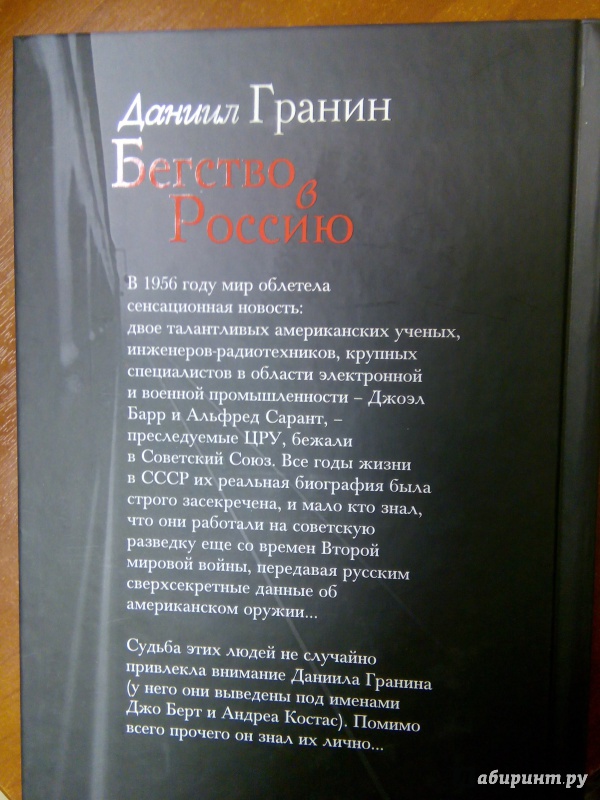 Даниил Гранин
Бегство в
Россию
В 1956 году мир облетела
сенсационная новость:
двое талантливых американских ученых,
инженеров-радиотехников, крупных
специалистов в области электронной
и военной промышленности – Джоэл
Барр и Альфред Сарант, –
преследуемые ЦРУ, бежали
в Советский Союз. Все годы жизни
в СССР их реальная биография была
строго засекречена, и мало кто знал,
что они работали на советскую
разведку еще со времен Второй
мировой войны, передавая русским
сверхсекретные данные об
американском оружии...
Судьба этих людей не случайно
привлекла внимание Даниила Гранина
(у него они выведены под именами
Джо Берт и Андреа Костас). Помимо
всего прочего он знал их лично...
абиринт.ру